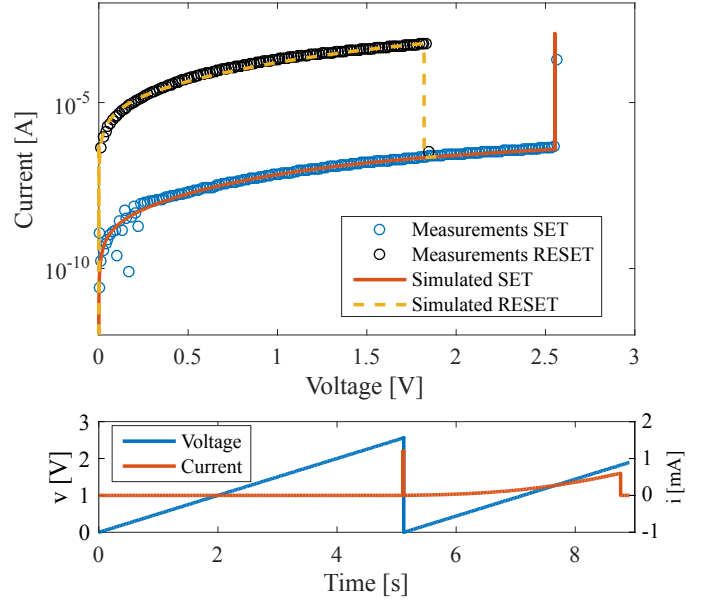 10^-5
10^-10
Current [A]
Measurements SET
Measurements RESET
Simulated SET
Simulated RESET
0 0.5 1 1.5 2 2.5 3
Voltage [V]
3 2 1 0
v [V]
Voltage
Current
2 1 0 -1
i [mA]
0 2 4 6 8
Time [s]